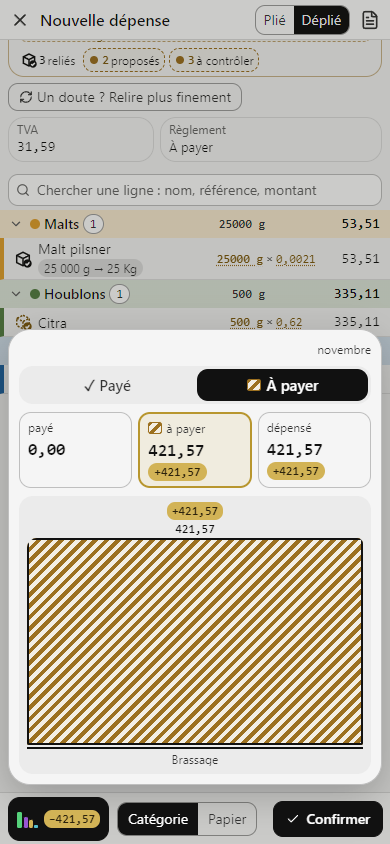 Nouvelle dépense
Plié
Déplié
3 reliés
2 proposés
3 à contrôler
Un doute ? Relire plus finement
TVA
31,59
Règlement
À payer
Chercher une ligne : nom, référence, montant
Malts 1 25000 g 53,51
Malt pilsner
25000 g × 0,0021 53,51
25 000 g → 25 Kg
Houblons 1 500 g 335,11
Citra 500 g × 0,62 335,11
novembre
✓ Payé
À payer
payé
0,00
à payer
421,57
+421,57
dépensé
421,57
+421,57
+421,57
421,57
Brassage
−421,57
Catégorie
Papier
Confirmer